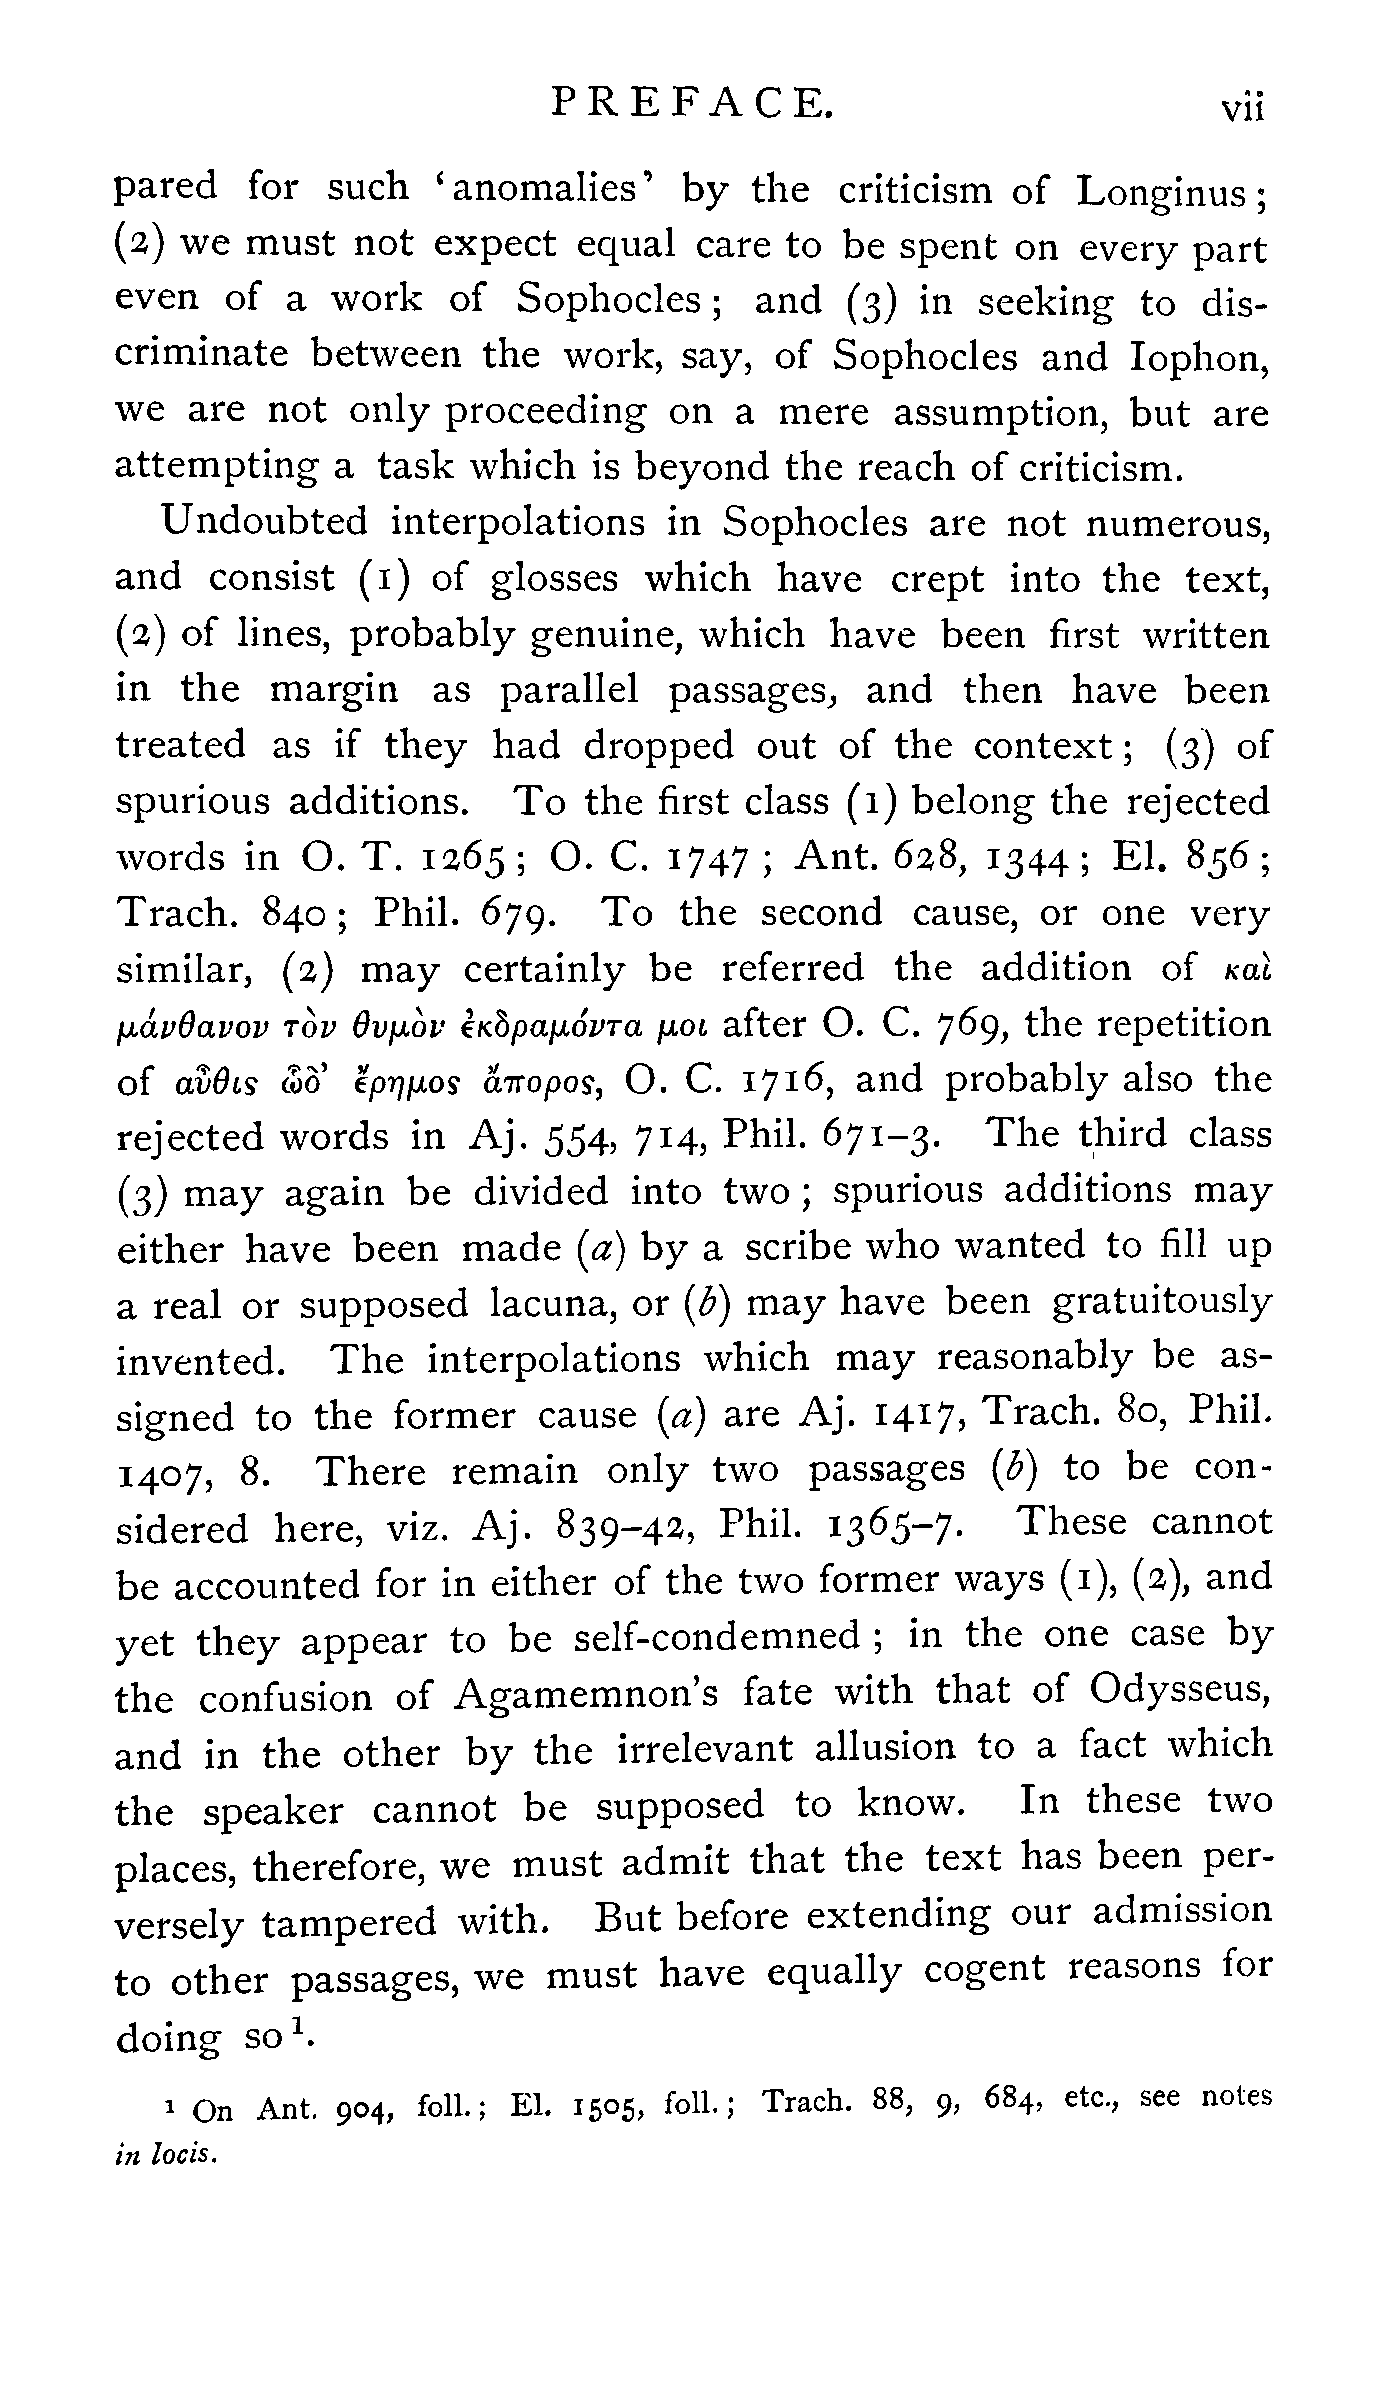 PREFACE. vii
pared for such ‘anomalies’ by the criticism of Longinus;
(2) we must not expect equal care to be spent on every part
even of a work of Sophocles; and (3) in seeking to dis-
criminate between the work, say, of Sophocles and Iophon,
we are not only proceeding on a mere assumption, but are
attempting a task which is beyond the reach of criticism.
Undoubted interpolations in Sophocles are not numerous,
and consist (1) of glosses which have crept into the text,
(2) of lines, probably genuine, which have been first written
in the margin as parallel passages, and then have been
treated as if they had dropped out of the context; (3) of
spurious additions. To the first class (1) belong the rejected
words in O. T. 1265; O. C. 1747; Ant. 628, 1344; El. 856;
Trach. 840; Phil. 679. To the second cause, or one very
similar, (2) may certainly be referred the addition of καὶ
μάνθανον τὸν θυμὸν ἐκδραμόντα μοι after O. C. 769, the repetition
of αὖθις ὧδ’ ἔρημος ἄπορος, O. C. 1716, and probably also the
rejected words in Aj. 554, 714, Phil. 671–3. The third class
(3) may again be divided into two; spurious additions may
either have been made (a) by a scribe who wanted to fill up
a real or supposed lacuna, or (b) may have been gratuitously
invented. The interpolations which may reasonably be as-
signed to the former cause (a) are Aj. 1417, Trach. 80, Phil.
1407, 8. There remain only two passages (b) to be con-
sidered here, viz. Aj. 839–42, Phil. 1365–7. These cannot
be accounted for in either of the two former ways (1), (2), and
yet they appear to be self-condemned; in the one case by
the confusion of Agamemnon’s fate with that of Odysseus,
and in the other by the irrelevant allusion to a fact which
the speaker cannot be supposed to know. In these two
places, therefore, we must admit that the text has been per-
versely tampered with. But before extending our admission
to other passages, we must have equally cogent reasons for
doing so¹.
¹ On Ant. 904, foll.; El. 1505, foll.; Trach. 88, 9, 684, etc., see notes
in locis.